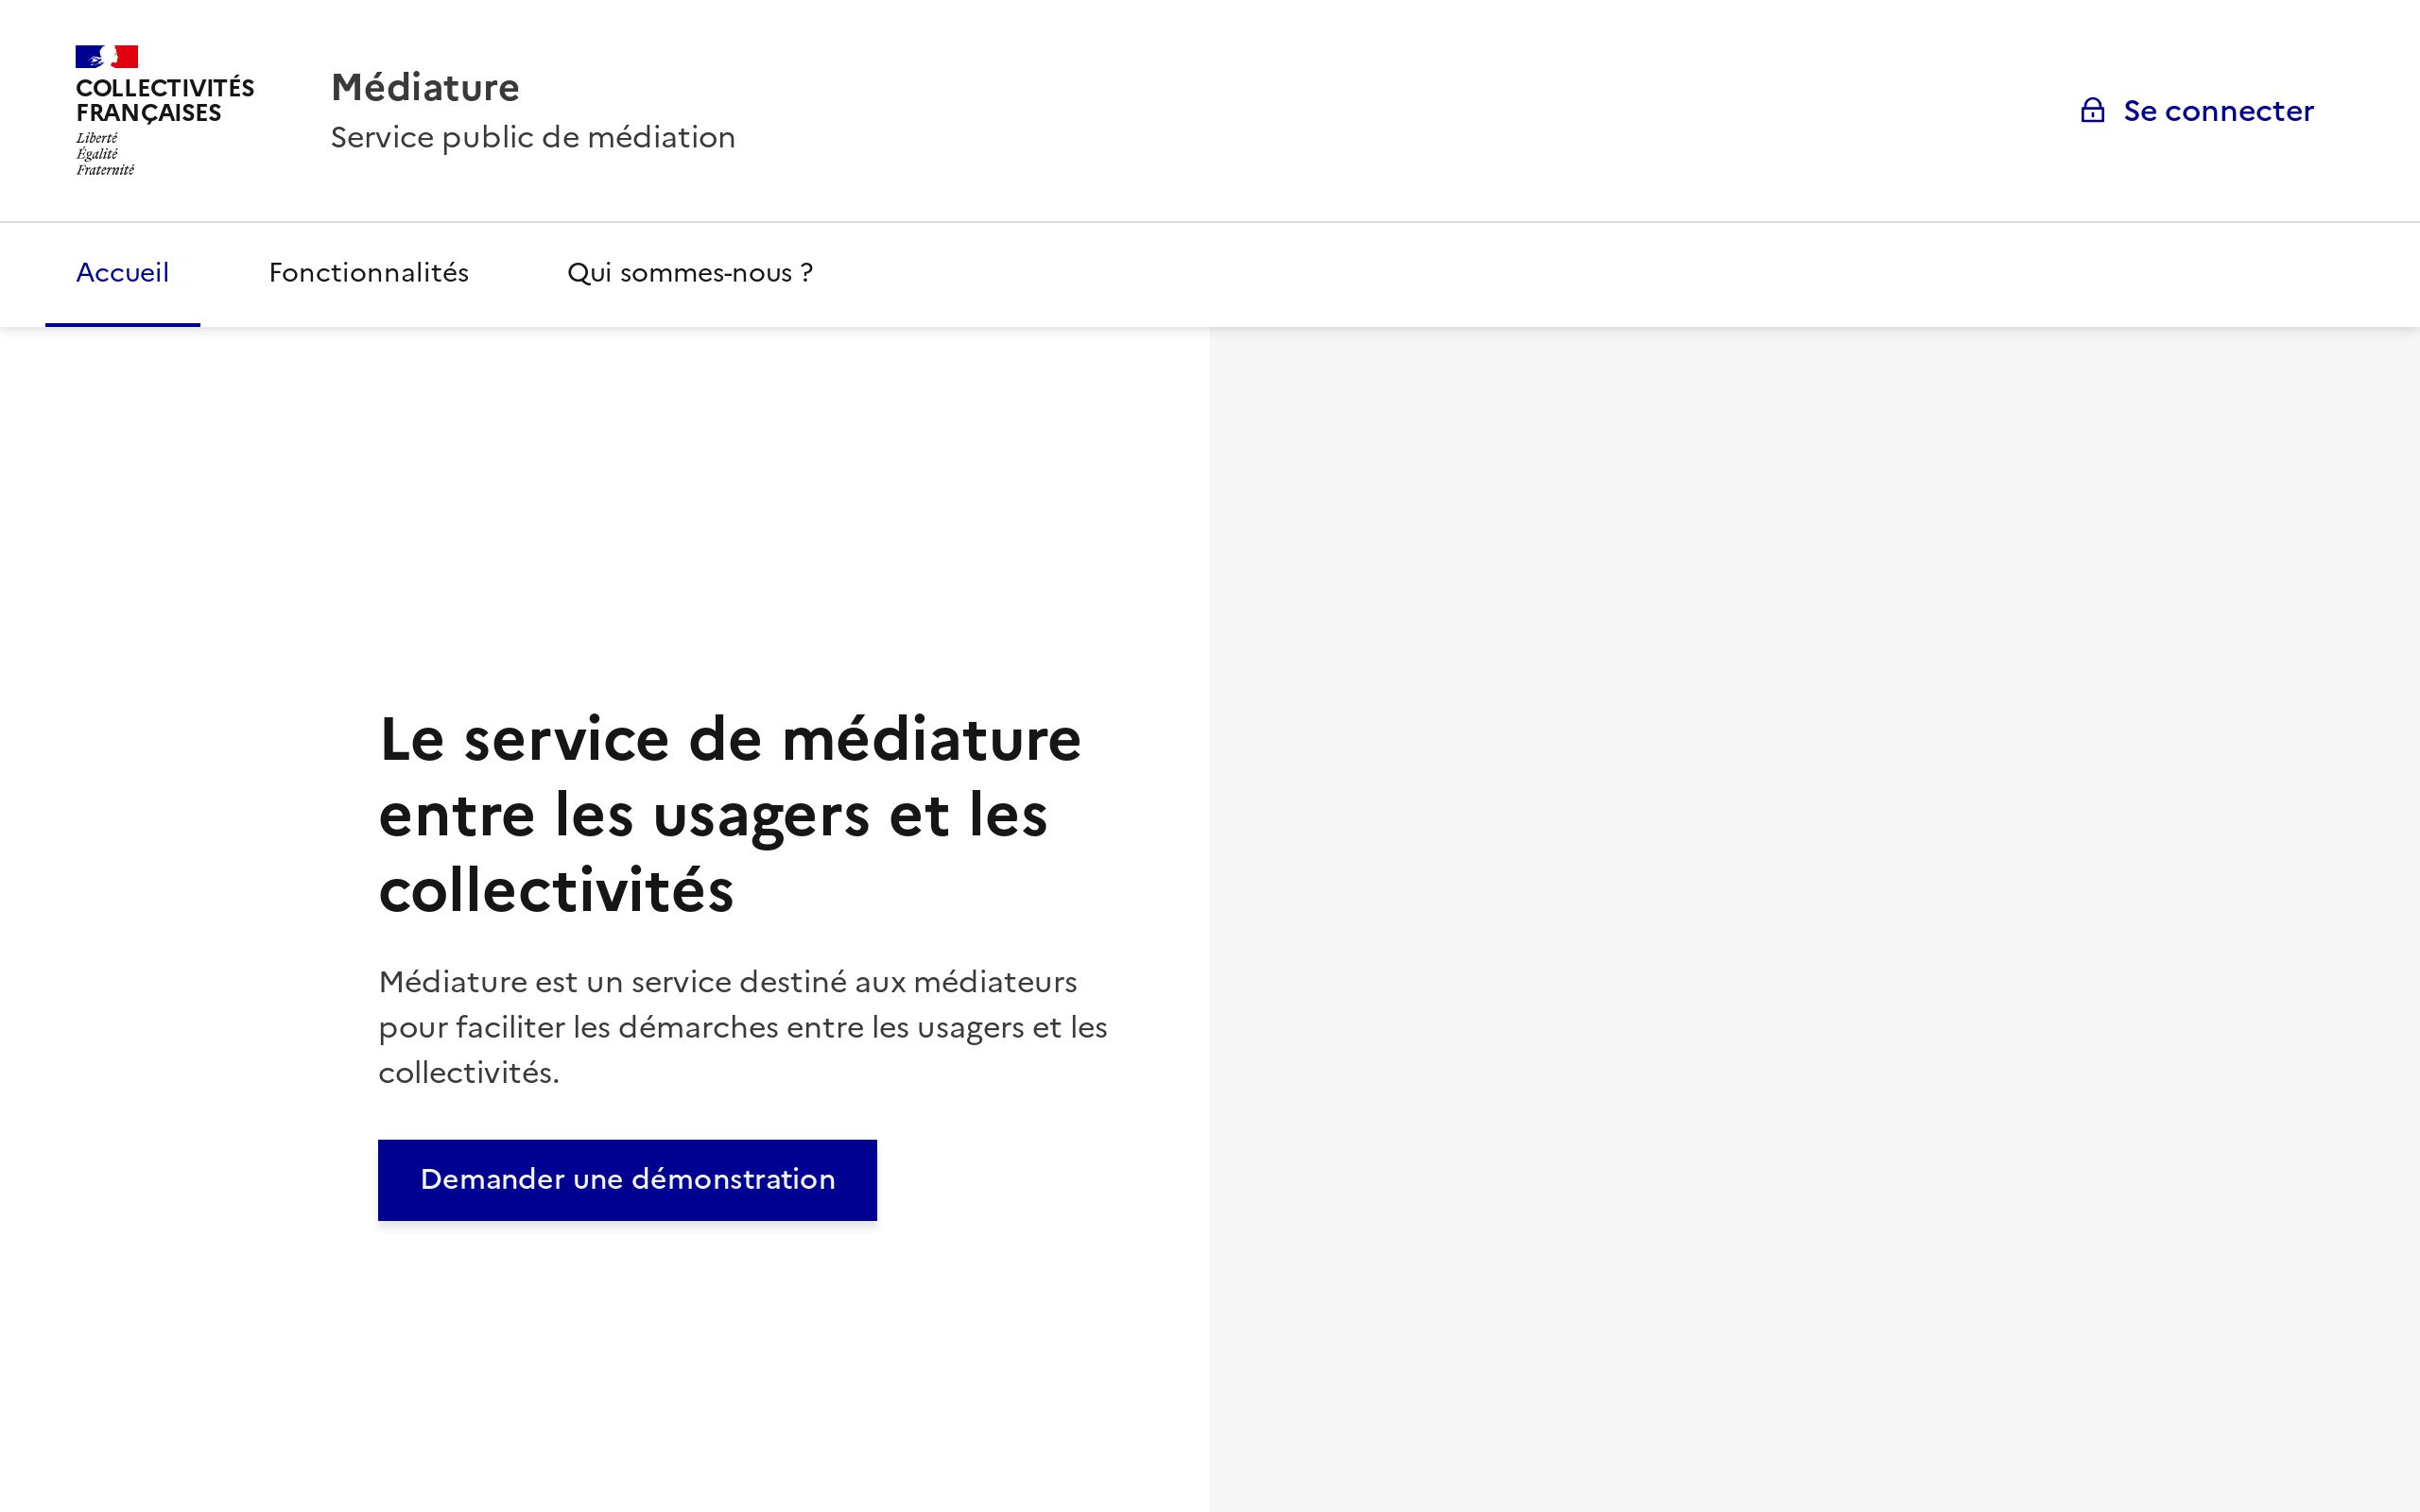 COLLECTIVITÉS
FRANÇAISES
Liberté
Égalité
Fraternité
Médiature
Service public de médiation
Se connecter
Accueil
Fonctionnalités
Qui sommes-nous ?
Le service de médiature
entre les usagers et les
collectivités
Médiature est un service destiné aux médiateurs
pour faciliter les démarches entre les usagers et les
collectivités.
Demander une démonstration